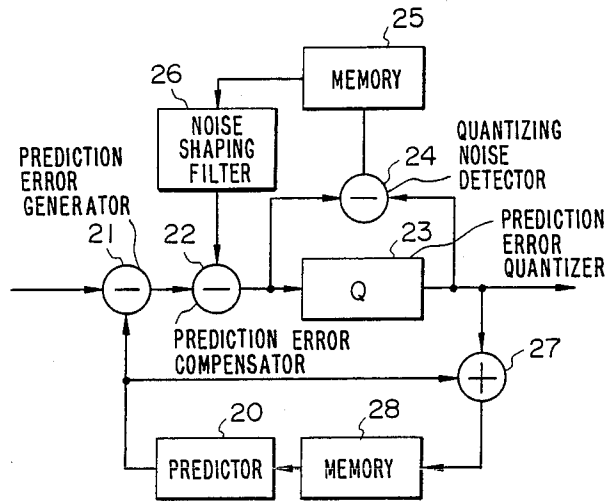 25
26
MEMORY
NOISE
SHAPING
FILTER
QUANTIZING
NOISE
DETECTOR
24
PREDICTION
ERROR
GENERATOR
21
22
23
PREDICTION
ERROR
QUANTIZER
Q
PREDICTION ERROR
COMPENSATOR
27
20
28
PREDICTOR
MEMORY